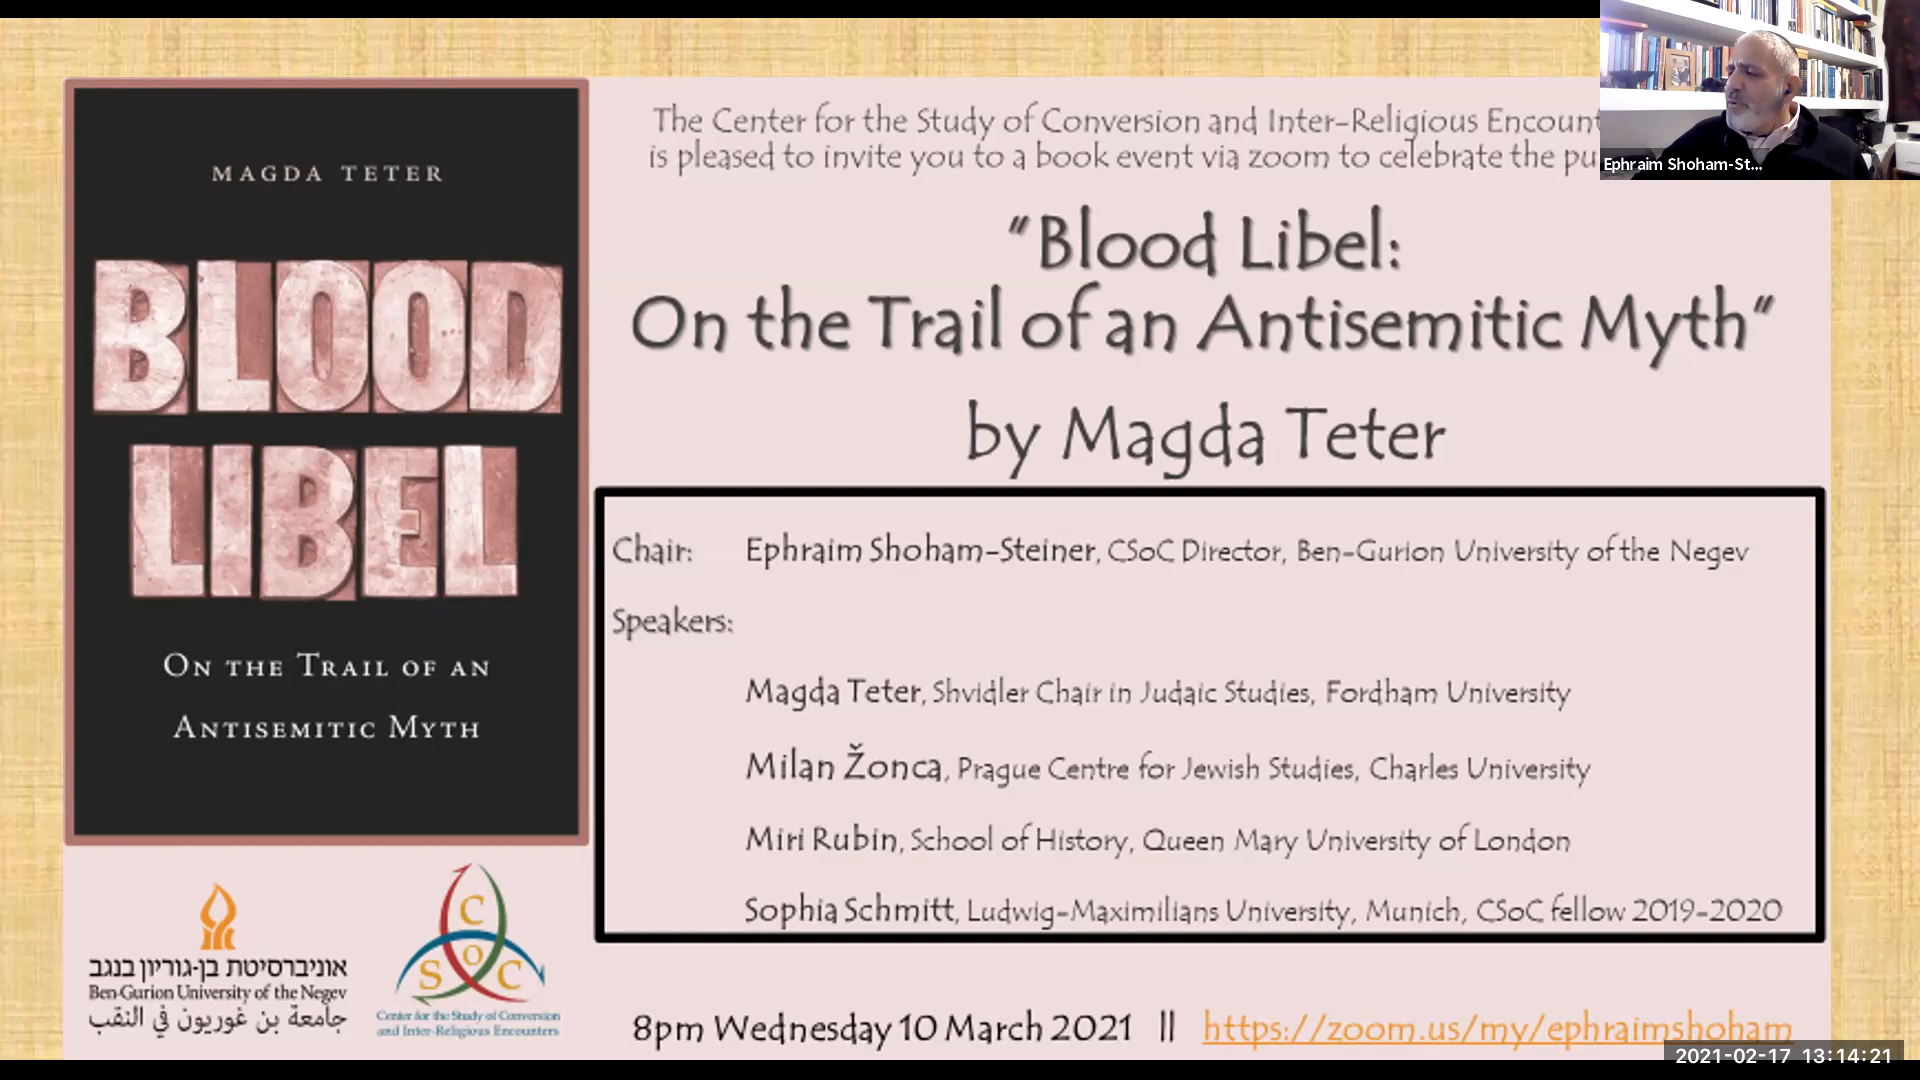 MAGDA TETER
BLOOD
LIBEL
ON THE TRAIL OF AN
ANTISEMITIC MYTH
The Center for the Study of Conversion and Inter-Religious Encount
is pleased to invite you to a book event via zoom to celebrate the pu
"Blood Libel:
On the Trail of an Antisemitic Myth"
by Magda Teter
Chair: Ephraim Shoham-Steiner, CSoC Director, Ben-Gurion University of the Negev
Speakers:
Magda Teter, Shvidler Chair in Judaic Studies, Fordham University
Milan Žonca, Prague Centre for Jewish Studies, Charles University
Miri Rubin, School of History, Queen Mary University of London
Sophia Schmitt, Ludwig-Maximilians University, Munich, CSoC fellow 2019-2020
8pm Wednesday 10 March 2021 || https://zoom.us/my/ephraimshoham
אוניברסיטת בן-גוריון בנגב
Ben-Gurion University of the Negev
جامعة بن غوريون في النقب
C
S O C
Center for the Study of Conversion
and Inter-Religious Encounters
Ephraim Shoham-St...
2021-02-17 13:14:21